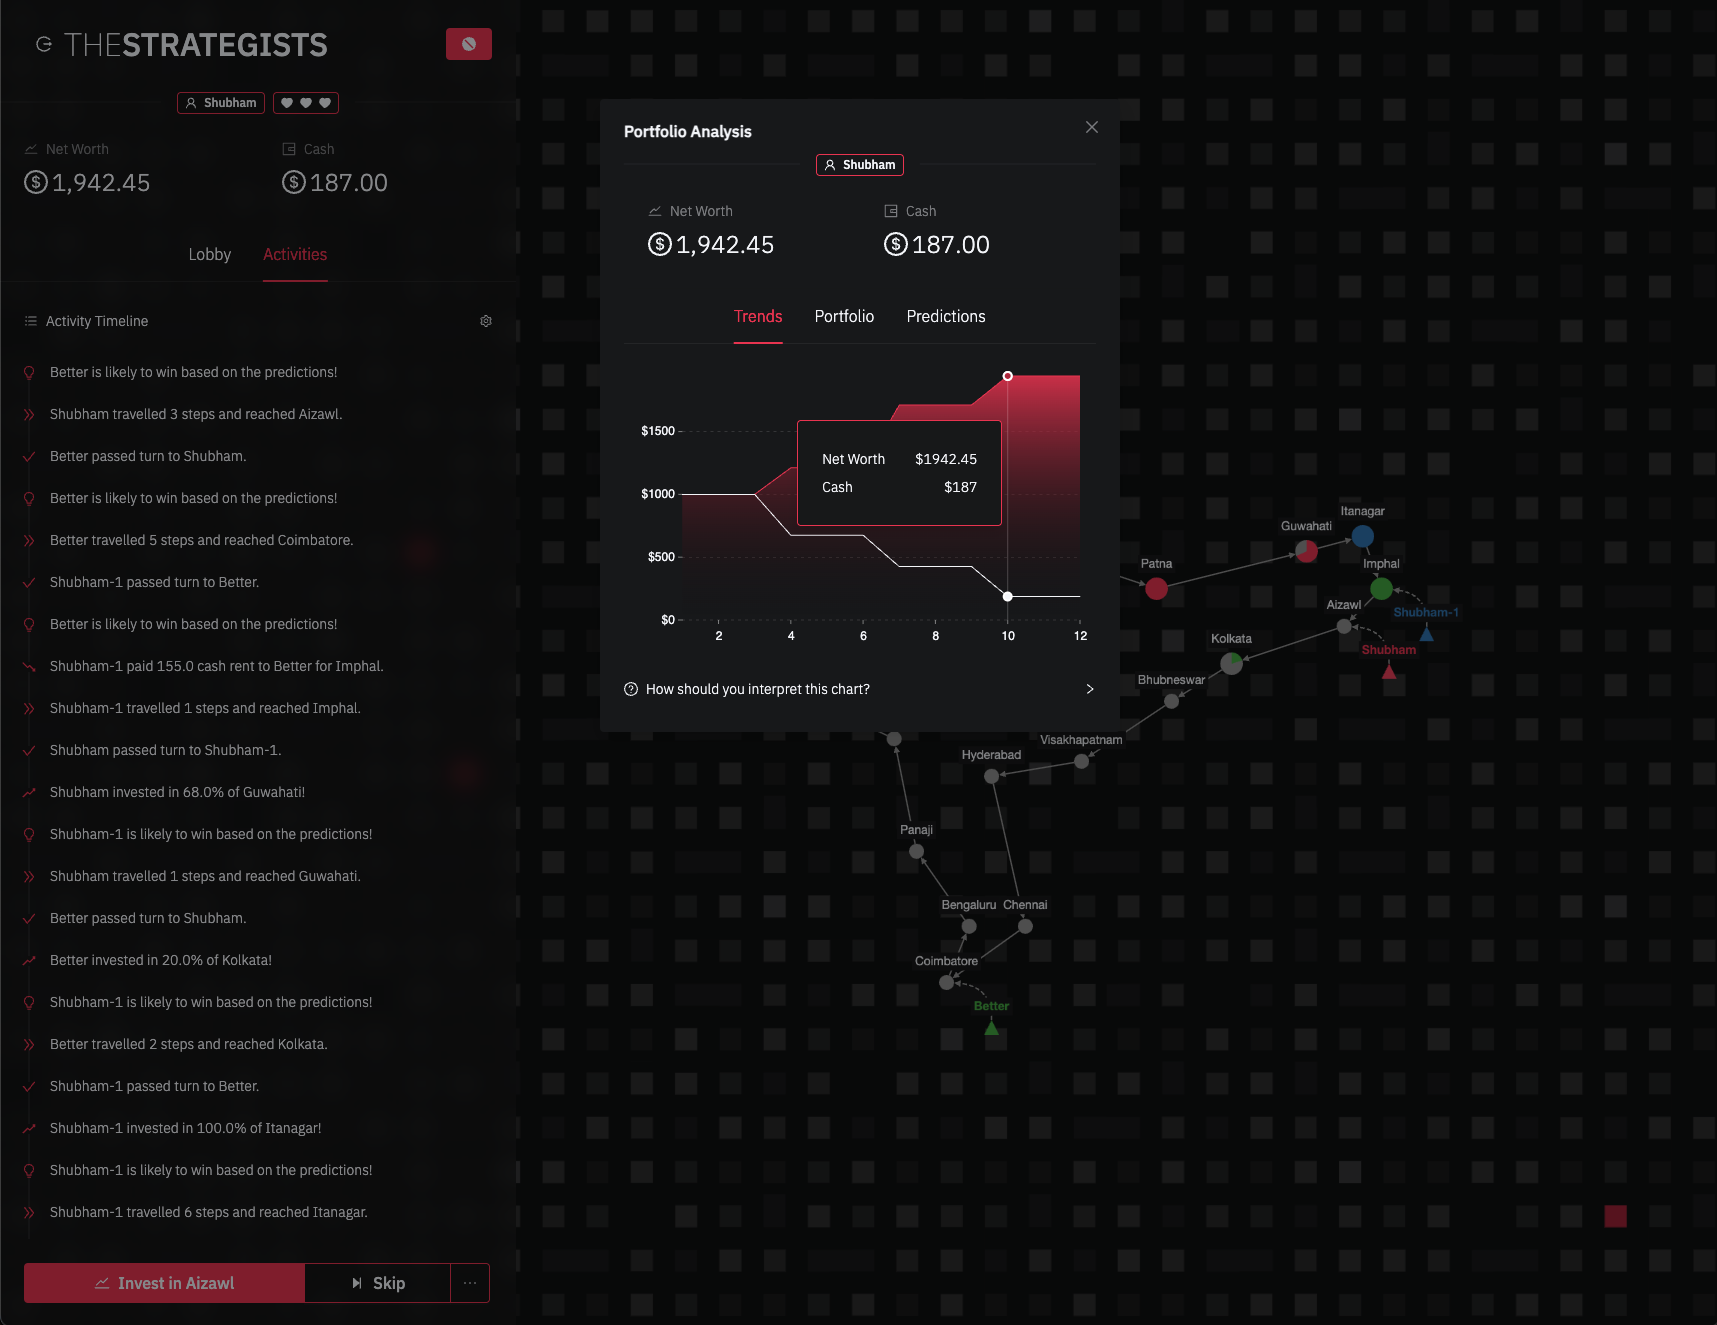 THESTRATEGISTS
Shubham
Net Worth
Cash
$1,942.45
$187.00
Lobby
Activities
Activity Timeline
Better is likely to win based on the predictions!
Shubham travelled 3 steps and reached Aizawl.
Better passed turn to Shubham.
Better is likely to win based on the predictions!
Better travelled 5 steps and reached Coimbatore.
Shubham-1 passed turn to Better.
Better is likely to win based on the predictions!
Shubham-1 paid 155.0 cash rent to Better for Imphal.
Shubham-1 travelled 1 steps and reached Imphal.
Shubham passed turn to Shubham-1.
Shubham invested in 68.0% of Guwahati!
Shubham-1 is likely to win based on the predictions!
Shubham travelled 1 steps and reached Guwahati.
Better passed turn to Shubham.
Better invested in 20.0% of Kolkata!
Shubham-1 is likely to win based on the predictions!
Better travelled 2 steps and reached Kolkata.
Shubham-1 passed turn to Better.
Shubham-1 invested in 100.0% of Itanagar!
Shubham-1 is likely to win based on the predictions!
Shubham-1 travelled 6 steps and reached Itanagar.
Invest in Aizawl
Skip
...
Portfolio Analysis
Shubham
Net Worth
Cash
$1,942.45
$187.00
Trends
Portfolio
Predictions
$1500
$1000
$500
$0
2
4
6
8
10
12
Net Worth $1942.45
Cash $187
How should you interpret this chart?
Itanagar
Guwahati
Patna
Imphal
Aizawl
Shubham-1
Kolkata
Shubham
Bhubneswar
Visakhapatnam
Hyderabad
Panaji
Bengaluru
Chennai
Coimbatore
Better